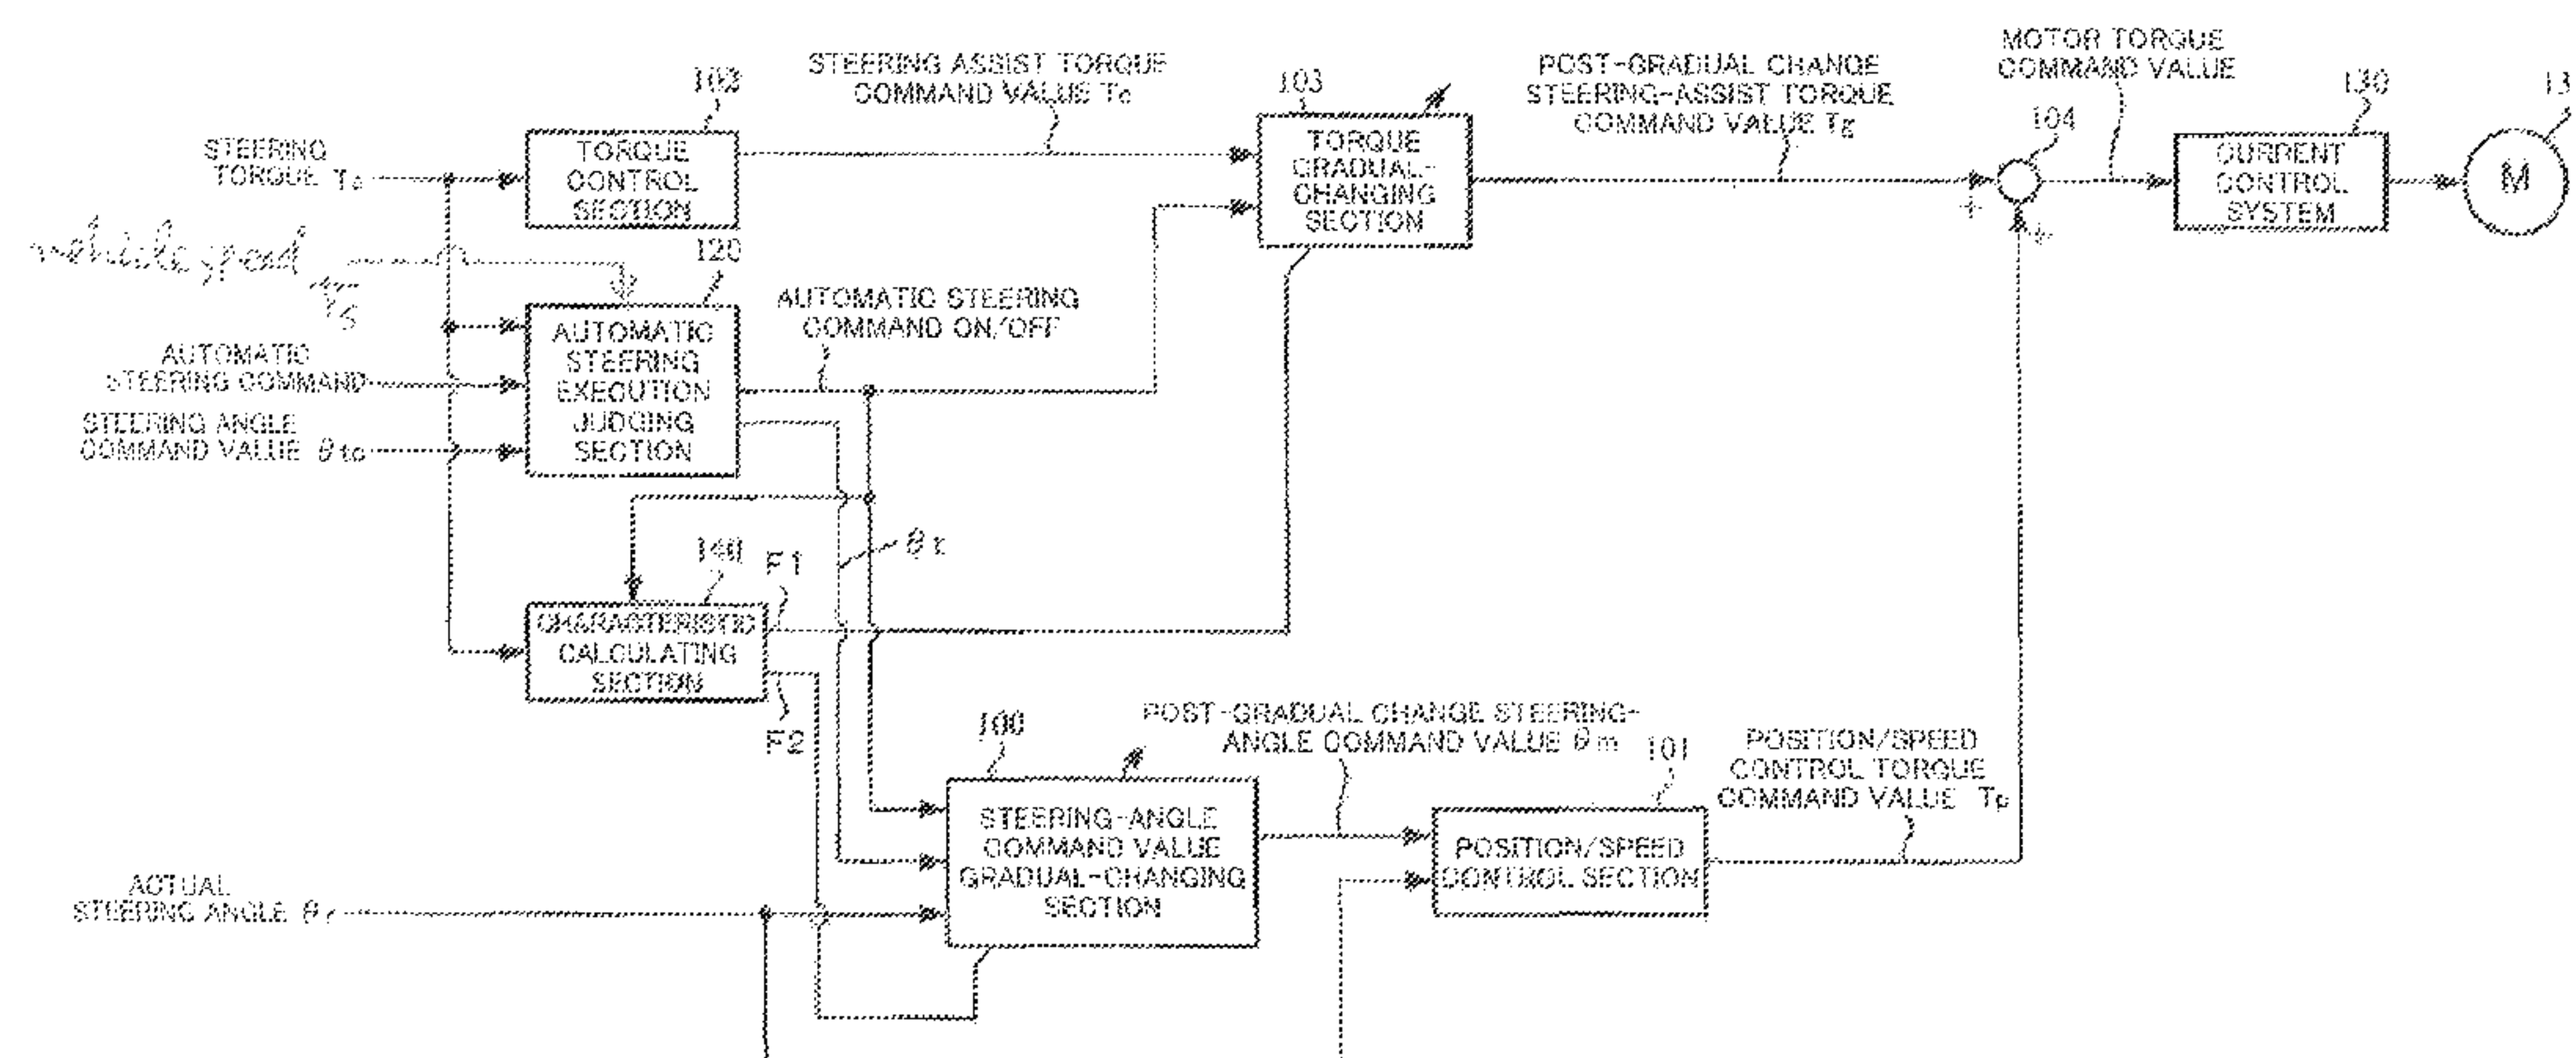 102
STEERING ASSIST TORQUE
COMMAND VALUE Tc
103
POST-GRADUAL CHANGE
STEERING-ASSIST TORQUE
COMMAND VALUE Tg
MOTOR TORQUE
COMMAND VALUE
104
130
13
STEERING
TORQUE
TORQUE
CONTROL
SECTION
TORQUE
GRADUAL-
CHANGING
SECTION
+
+
CURRENT
CONTROL
SYSTEM
M
vehicle speed
Vs
120
AUTOMATIC
STEERING COMMAND
STEERING ANGLE
COMMAND VALUE θtc
AUTOMATIC
STEERING
EXECUTION
JUDGING
SECTION
AUTOMATIC STEERING
COMMAND ON/OFF
θt
140
F1
CHARACTERISTIC
CALCULATING
SECTION
F2
100
POST-GRADUAL CHANGE STEERING-
ANGLE COMMAND VALUE θm
101
POSITION/SPEED
CONTROL TORQUE
COMMAND VALUE Tp
STEERING-ANGLE
COMMAND VALUE
GRADUAL-CHANGING
SECTION
POSITION/SPEED
CONTROL SECTION
ACTUAL
STEERING ANGLE θr